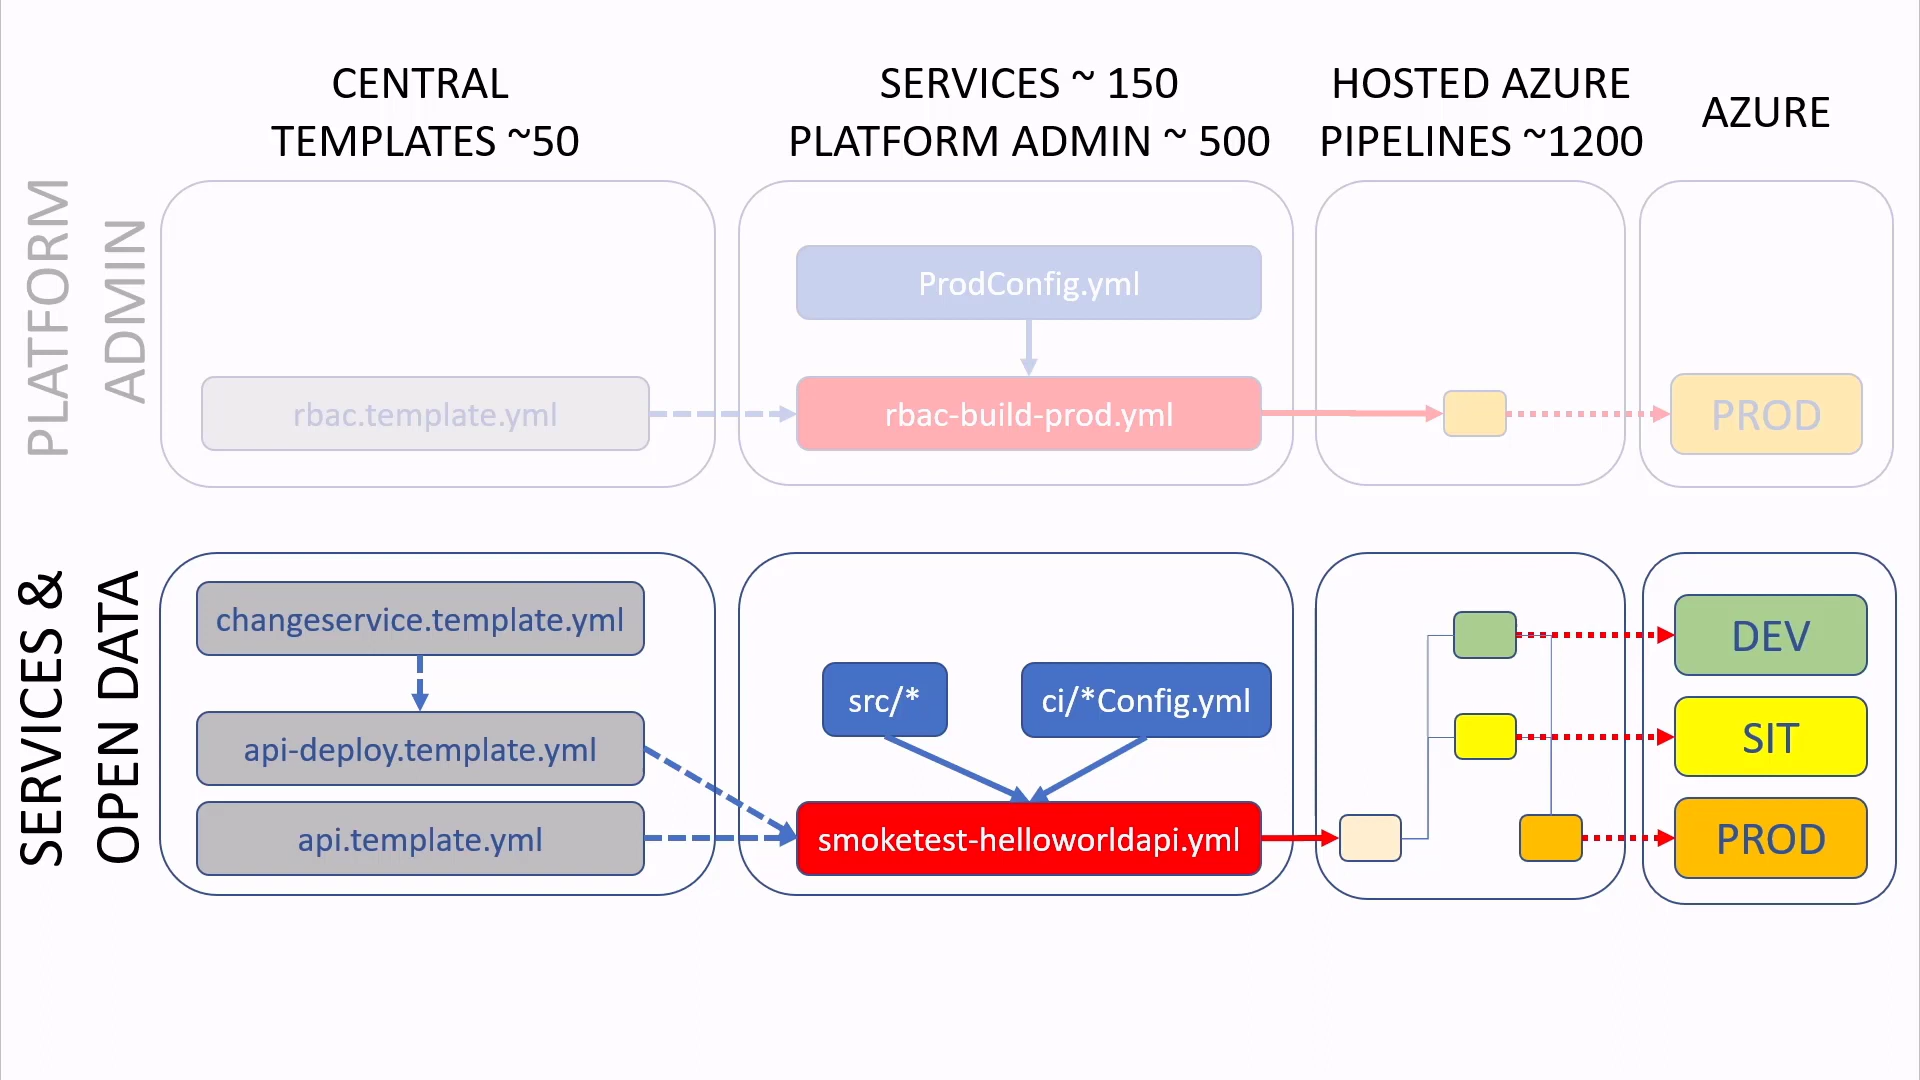 CENTRAL
TEMPLATES ~50
SERVICES ~ 150
PLATFORM ADMIN ~ 500
HOSTED AZURE
PIPELINES ~1200
AZURE
PLATFORM
ADMIN
ProdConfig.yml
rbac.template.yml
rbac-build-prod.yml
PROD
SERVICES &
OPEN DATA
changeservice.template.yml
api-deploy.template.yml
api.template.yml
src/*
ci/*Config.yml
smoketest-helloworldapi.yml
DEV
SIT
PROD